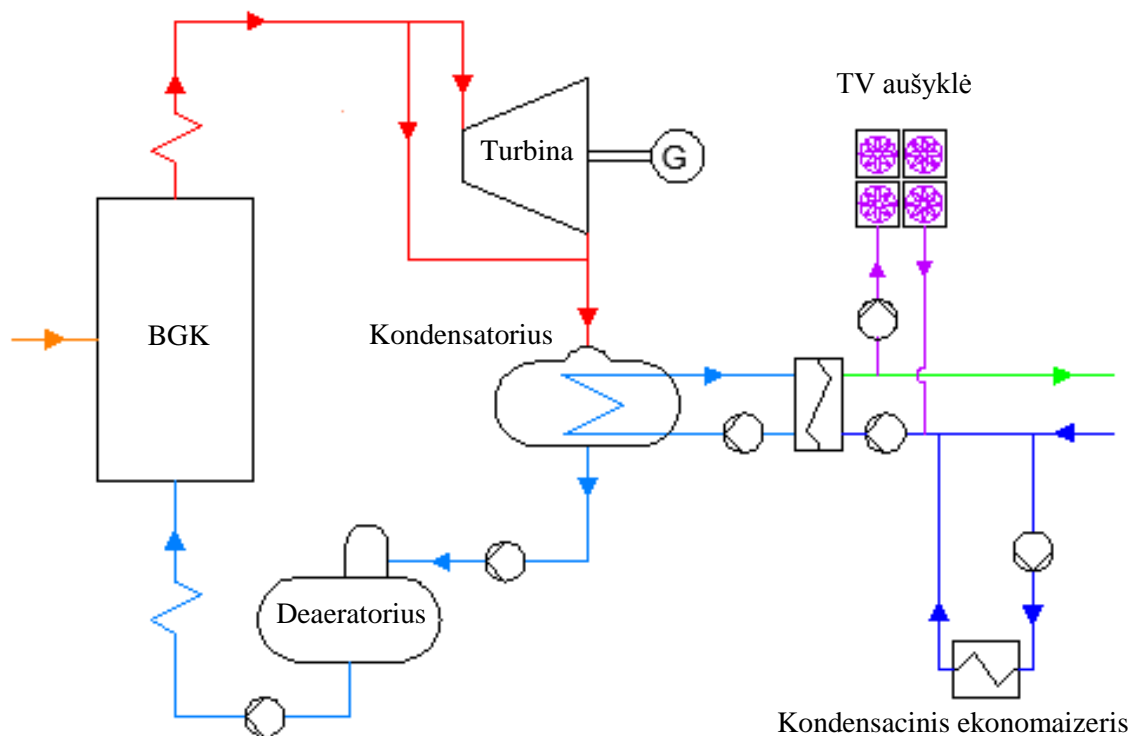 TV aušyklė
Turbina
G
BGK
Kondensatorius
Deaeratorius
Kondensacinis ekonomaizeris